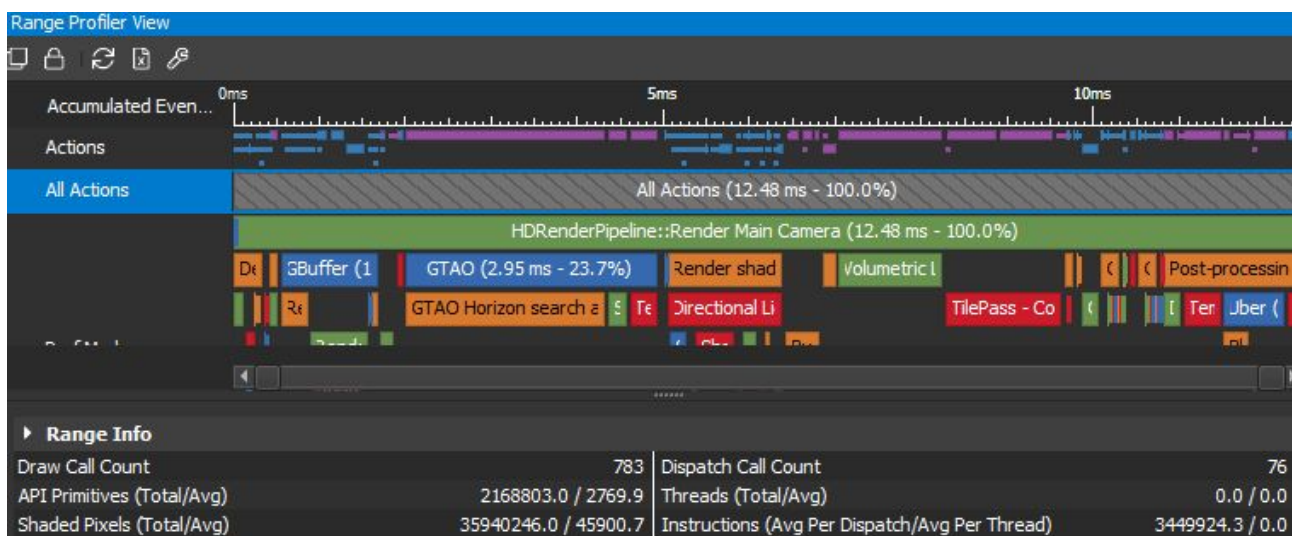 Range Profiler View
Accumulated Even... 0ms 5ms 10ms
Actions
All Actions All Actions (12.48 ms - 100.0%)
HDRenderPipeline::Render Main Camera (12.48 ms - 100.0%)
De GBuffer (1 GTAO (2.95 ms - 23.7%) Render shad Volumetric L C C Post-processin
Re GTAO Horizon search a S Te Directional Li TilePass - Co ( D Ten Uber (
Range Info
Draw Call Count 783 Dispatch Call Count 76
API Primitives (Total/Avg) 2168803.0 / 2769.9 Threads (Total/Avg) 0.0 / 0.0
Shaded Pixels (Total/Avg) 35940246.0 / 45900.7 Instructions (Avg Per Dispatch/Avg Per Thread) 3449924.3 / 0.0